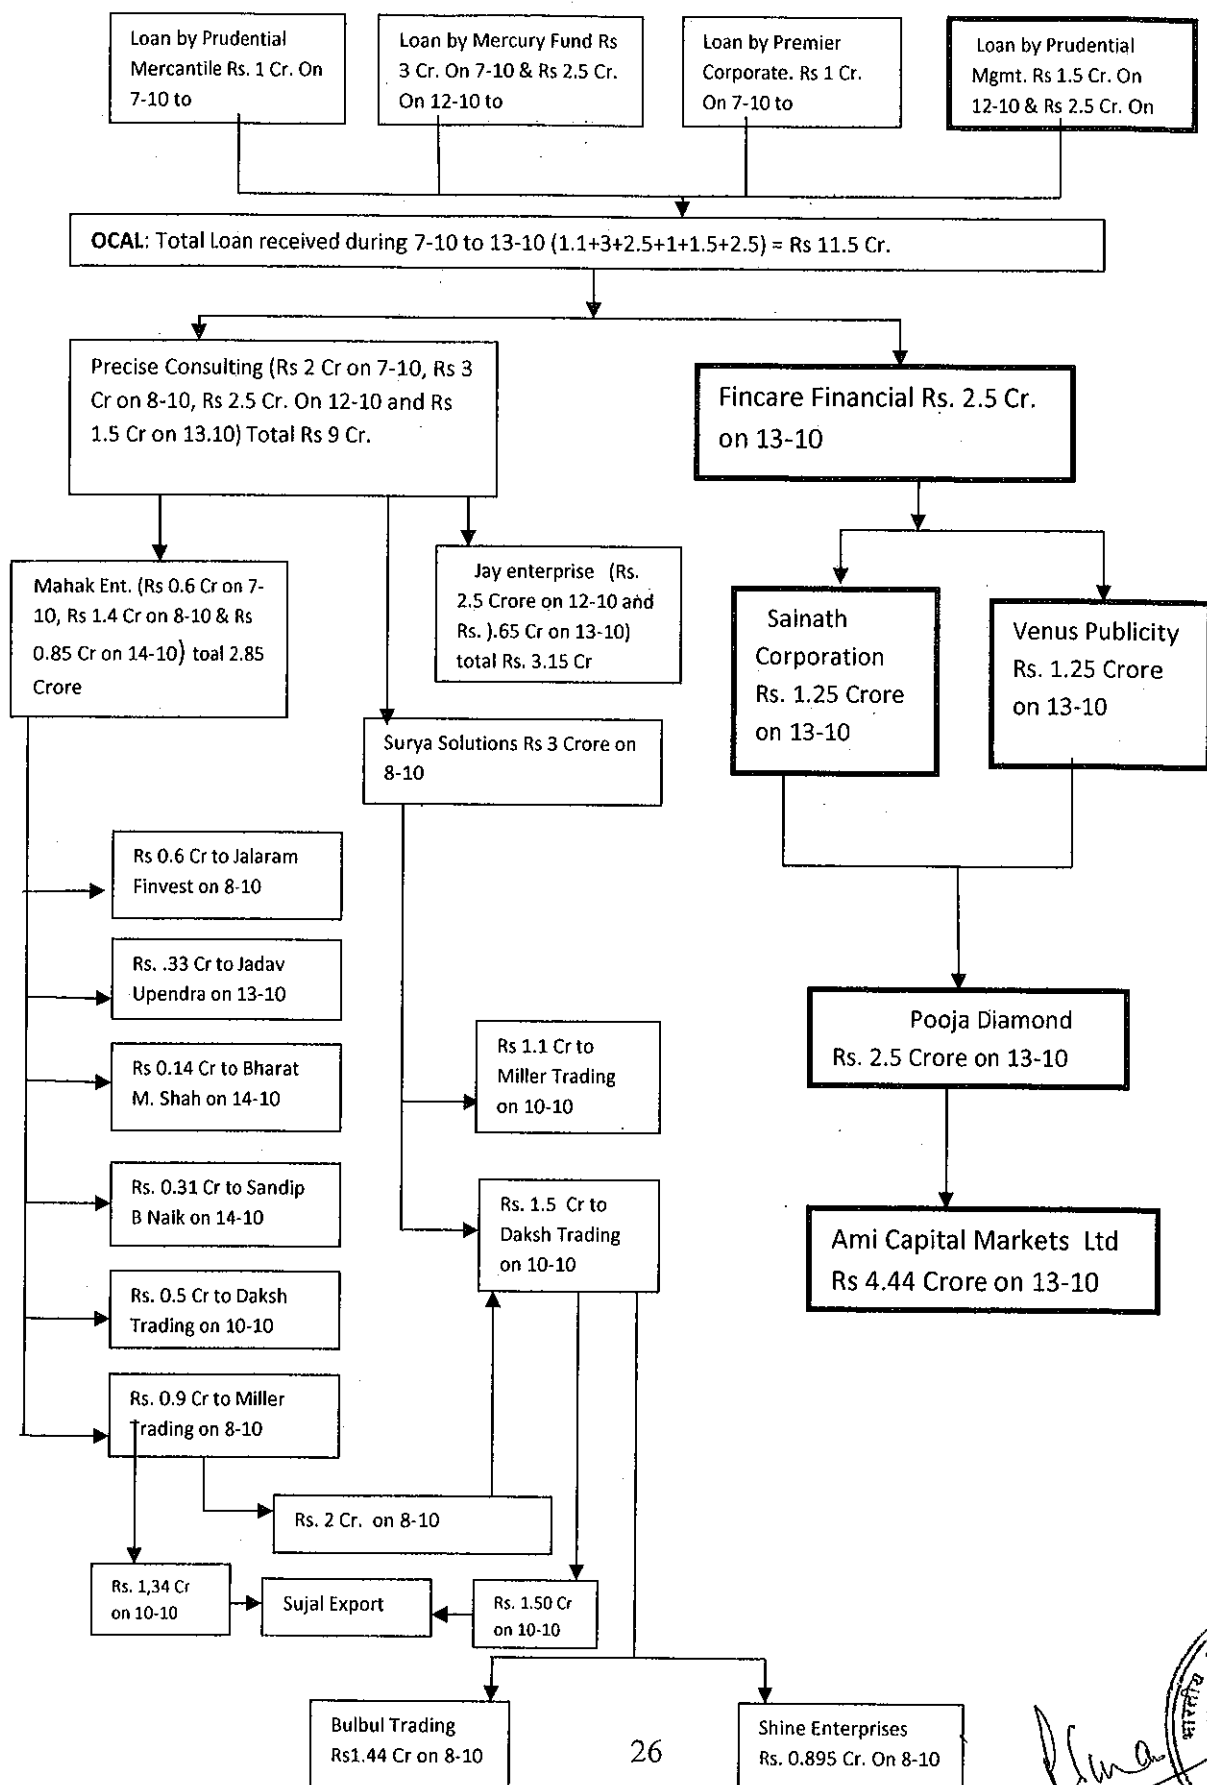 Loan by Prudential
Mercantile Rs. 1 Cr. On
7-10 to
Loan by Mercury Fund Rs
3 Cr. On 7-10 & Rs 2.5 Cr.
On 12-10 to
Loan by Premier
Corporate. Rs 1 Cr.
On 7-10 to
Loan by Prudential
Mgmt. Rs 1.5 Cr. On
12-10 & Rs 2.5 Cr. On
OCAL: Total Loan received during 7-10 to 13-10 (1.1+3+2.5+1+1.5+2.5) = Rs 11.5 Cr.
Precise Consulting (Rs 2 Cr on 7-10, Rs 3
Cr on 8-10, Rs 2.5 Cr. On 12-10 and Rs
1.5 Cr on 13.10) Total Rs 9 Cr.
Fincare Financial Rs. 2.5 Cr.
on 13-10
Mahak Ent. (Rs 0.6 Cr on 7-
10, Rs 1.4 Cr on 8-10 & Rs
0.85 Cr on 14-10) toal 2.85
Crore
Jay enterprise (Rs.
2.5 Crore on 12-10 and
Rs. ).65 Cr on 13-10)
total Rs. 3.15 Cr
Sainath
Corporation
Rs. 1.25 Crore
on 13-10
Venus Publicity
Rs. 1.25 Crore
on 13-10
Surya Solutions Rs 3 Crore on
8-10
Rs 0.6 Cr to Jalaram
Finvest on 8-10
Rs. .33 Cr to Jadav
Upendra on 13-10
Rs 0.14 Cr to Bharat
M. Shah on 14-10
Rs. 0.31 Cr to Sandip
B Naik on 14-10
Rs. 0.5 Cr to Daksh
Trading on 10-10
Rs. 0.9 Cr to Miller
Trading on 8-10
Rs 1.1 Cr to
Miller Trading
on 10-10
Rs. 1.5 Cr to
Daksh Trading
on 10-10
Pooja Diamond
Rs. 2.5 Crore on 13-10
Ami Capital Markets Ltd
Rs 4.44 Crore on 13-10
Rs. 2 Cr. on 8-10
Rs. 1,34 Cr
on 10-10
Sujal Export
Rs. 1.50 Cr
on 10-10
Bulbul Trading
Rs1.44 Cr on 8-10
Shine Enterprises
Rs. 0.895 Cr. On 8-10
26
भारतीय